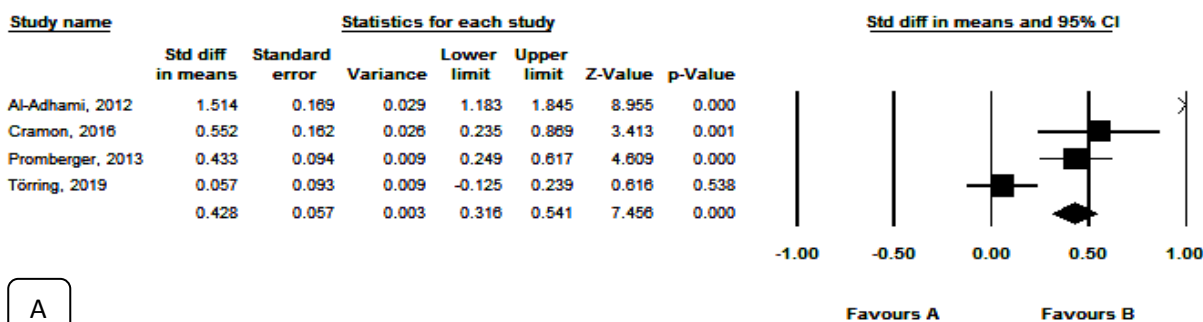 Study name Statistics for each study Std diff in means and 95% CI
Std diff Standard Lower Upper
in means error Variance limit limit Z-Value p-Value
Al-Adhami, 2012 1.514 0.169 0.029 1.183 1.845 8.955 0.000
Cramon, 2016 0.552 0.162 0.026 0.235 0.869 3.413 0.001
Promberger, 2013 0.433 0.094 0.009 0.249 0.617 4.609 0.000
Törring, 2019 0.057 0.093 0.009 -0.125 0.239 0.616 0.538
0.428 0.057 0.003 0.316 0.541 7.456 0.000
-1.00 -0.50 0.00 0.50 1.00
A Favours A Favours B